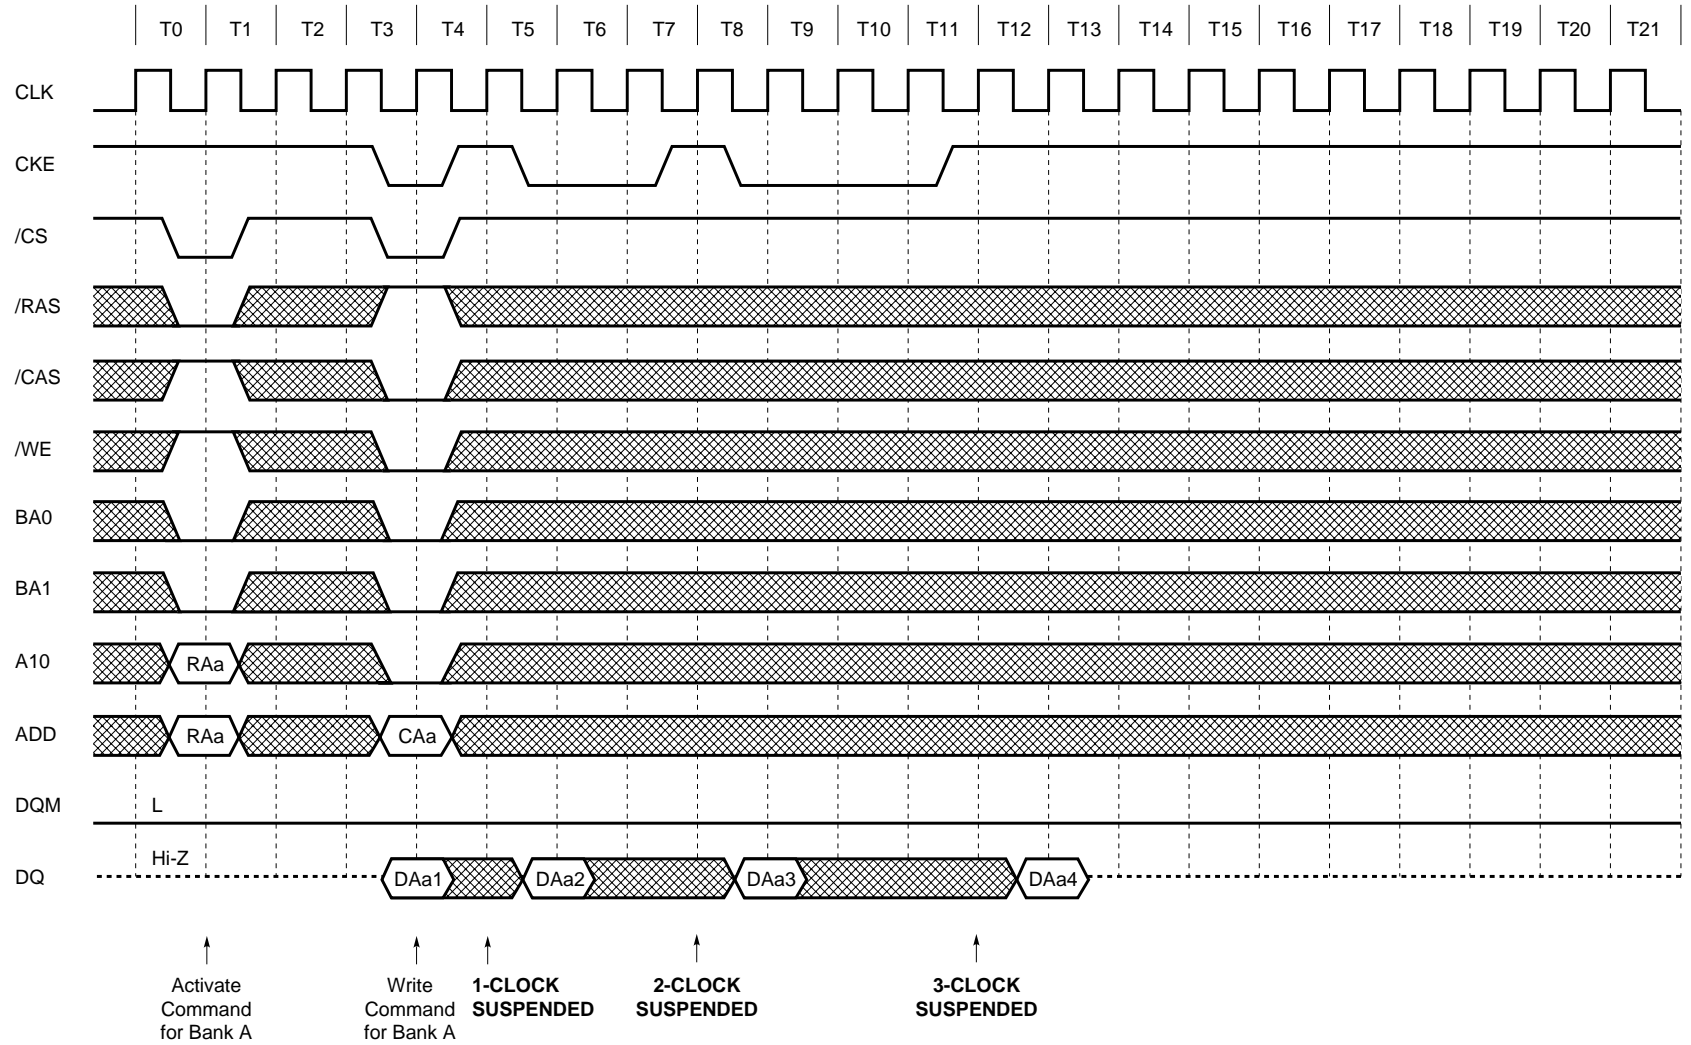 T0 T1 T2 T3 T4 T5 T6 T7 T8 T9 T10 T11 T12 T13 T14 T15 T16 T17 T18 T19 T20 T21
CLK
CKE
/CS
/RAS
/CAS
/WE
BA0
BA1
A10 RAa
ADD RAa CAa
DQM L
Hi-Z
DQ DAa1 DAa2 DAa3 DAa4
Activate Write 1-CLOCK 2-CLOCK 3-CLOCK
Command Command SUSPENDED SUSPENDED SUSPENDED
for Bank A for Bank A